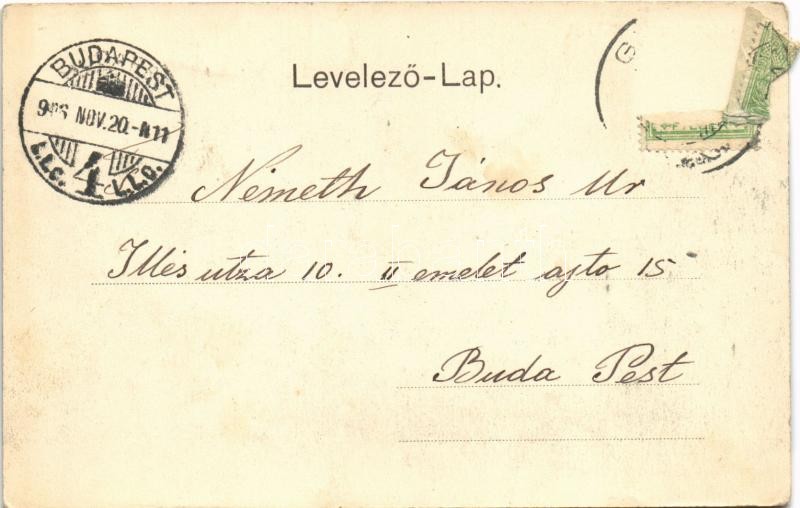 BUDAPEST
906 NOV.20.-N11
4
Levelező-Lap.
Németh János Ur
Illés utza 10. II emelet ajto 15
Buda Pest